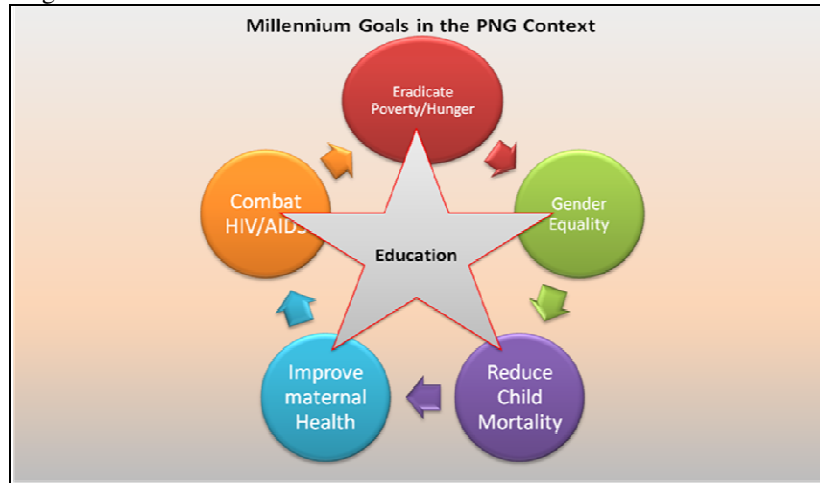 Millennium Goals in the PNG Context
Eradicate
Poverty/Hunger
Gender
Equality
Reduce
Child
Mortality
Improve
maternal
Health
Combat
HIV/AIDS
Education